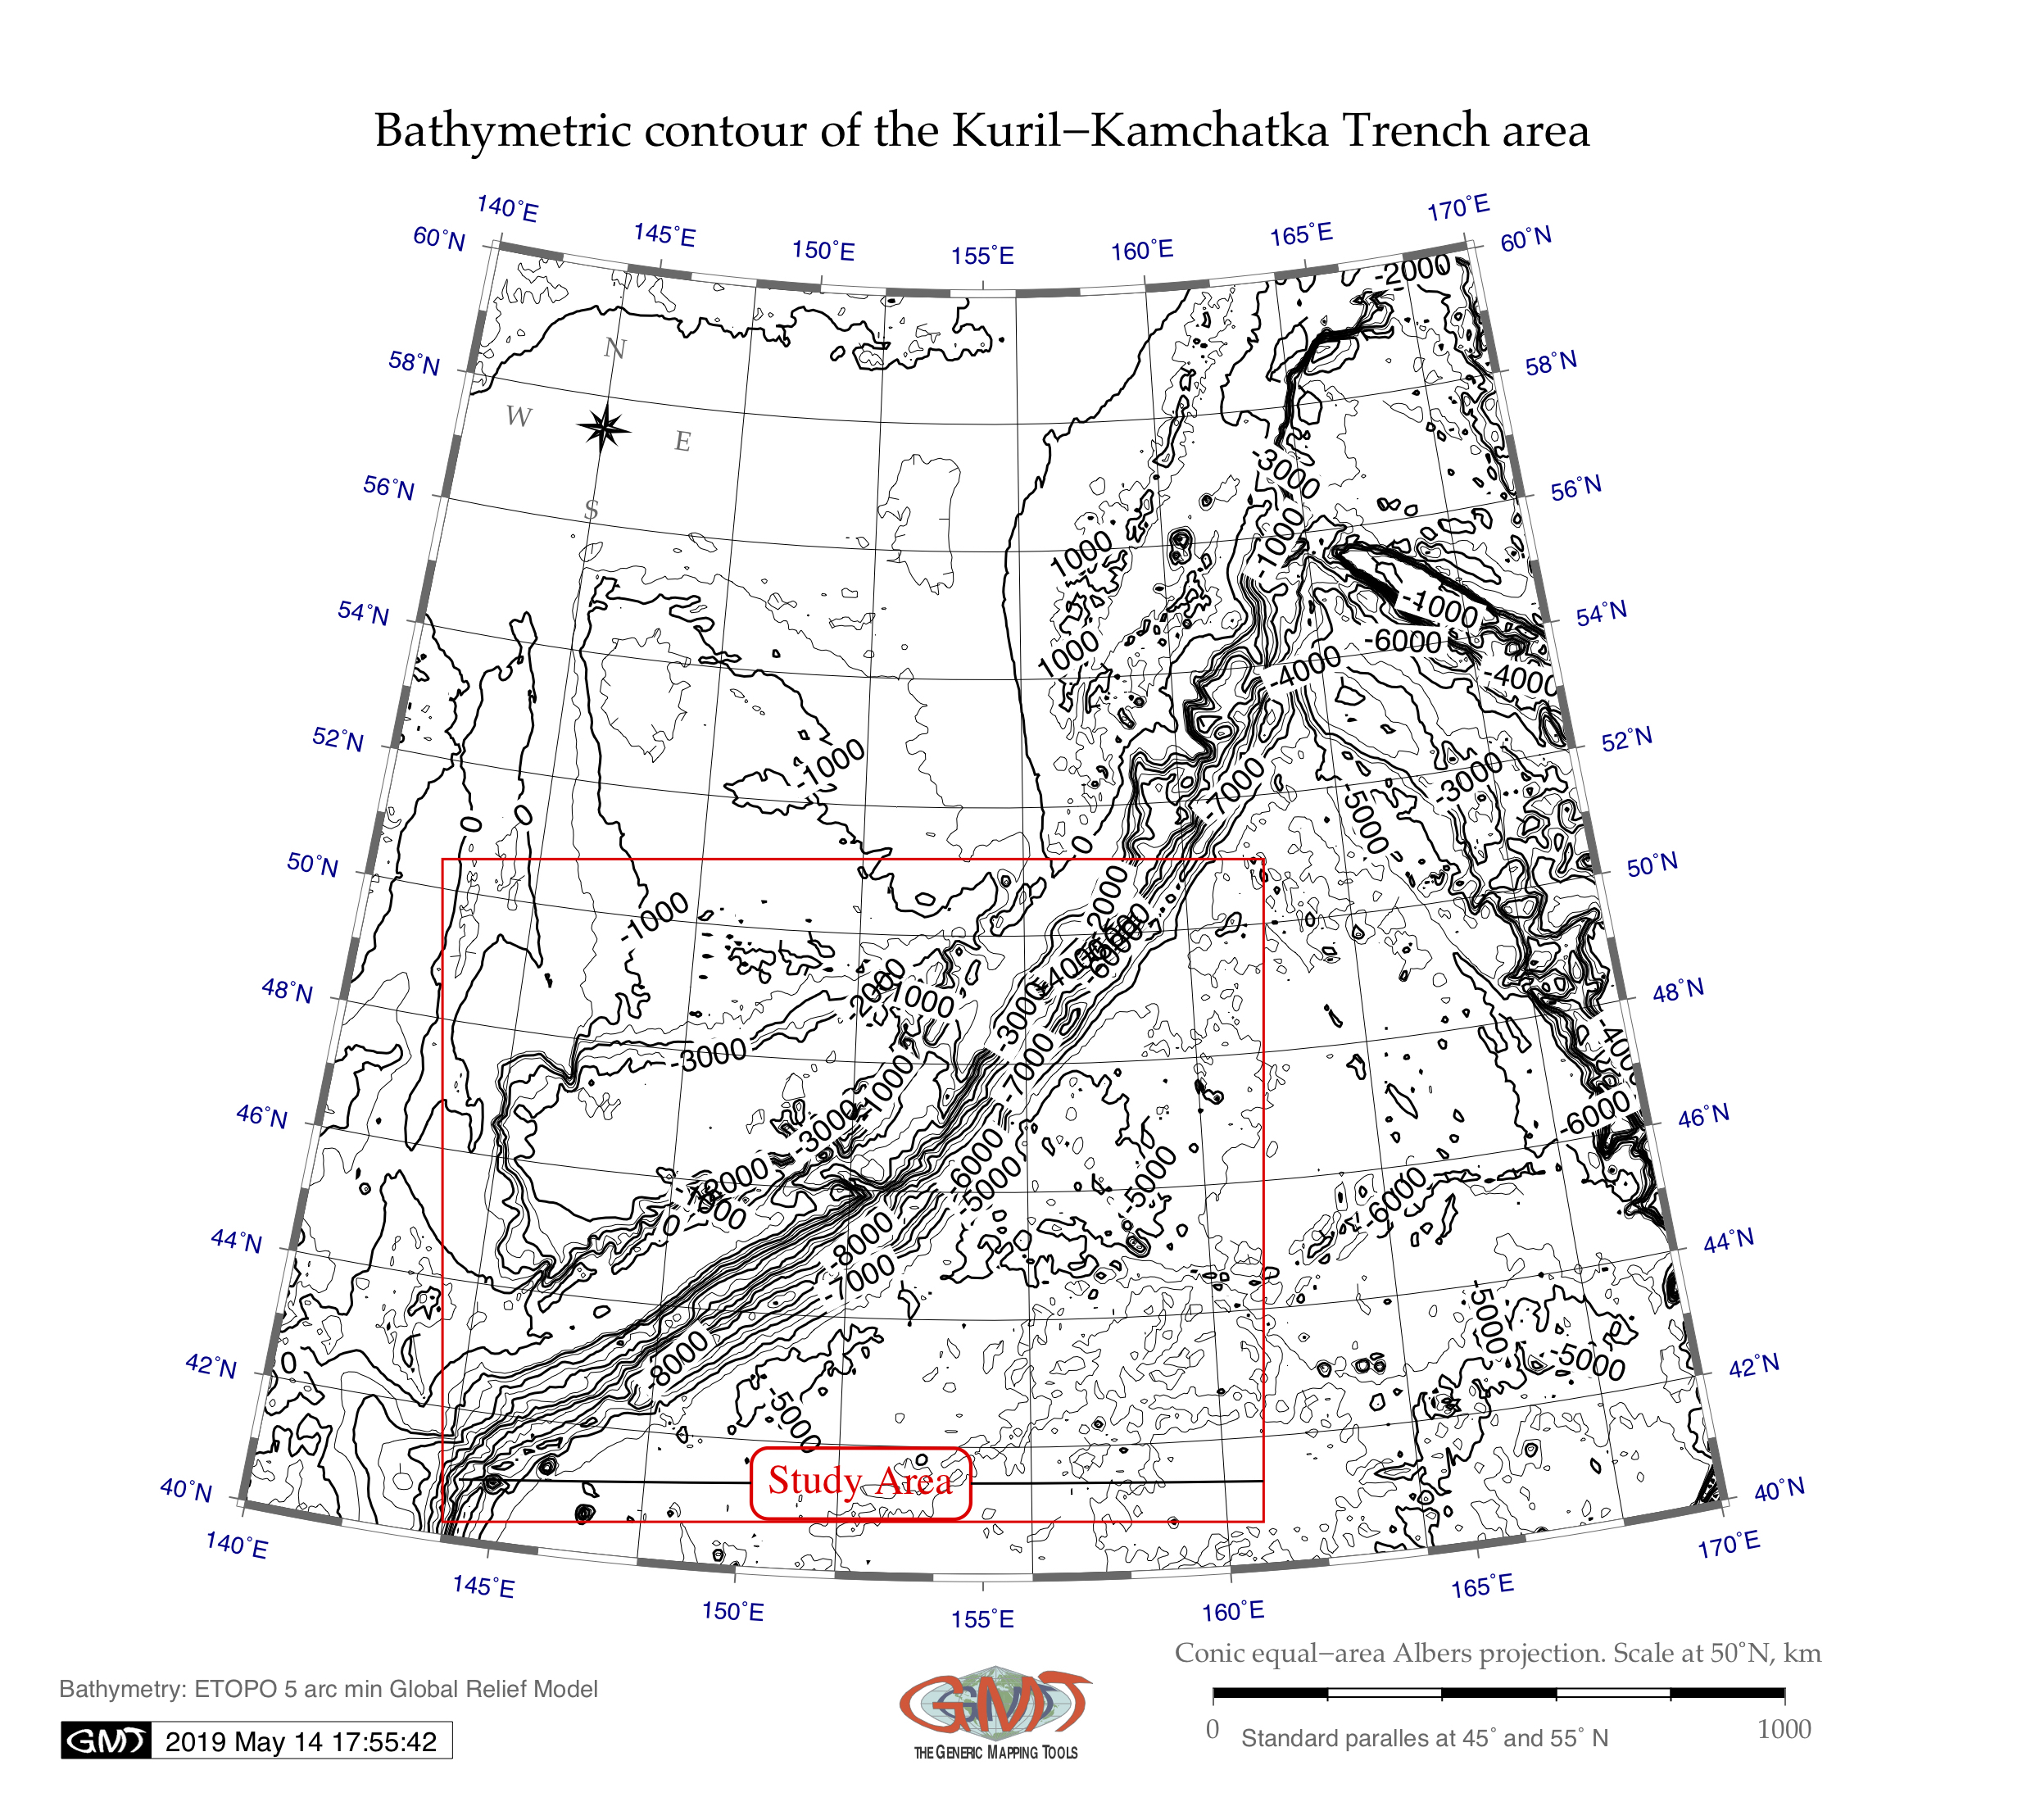 Bathymetric contour of the Kuril–Kamchatka Trench area
140°E
145°E
150°E
155°E
160°E
165°E
170°E
60°N
60°N
58°N
58°N
56°N
56°N
54°N
54°N
52°N
52°N
50°N
50°N
48°N
48°N
46°N
46°N
44°N
44°N
42°N
42°N
40°N
40°N
140°E
145°E
150°E
155°E
160°E
165°E
170°E
N
W
E
S
-2000
-3000
-1000
1000
1000
-1000
-6000
-4000
-4000
-1000
-7000
-3000
-5000
0
0
0
-1000
-2000
-2000
-1000
-4000
-6000
-3000
-3000
-7000
-1000
-3000
-6000
-5000
-5000
-6000
-6000
0
-8000
-7000
-8000
-5000
-5000
-5000
0
Study Area
Conic equal–area Albers projection. Scale at 50°N, km
0
1000
Standard paralles at 45° and 55° N
Bathymetry: ETOPO 5 arc min Global Relief Model
GMT 2019 May 14 17:55:42
GMT
THE GENERIC MAPPING TOOLS